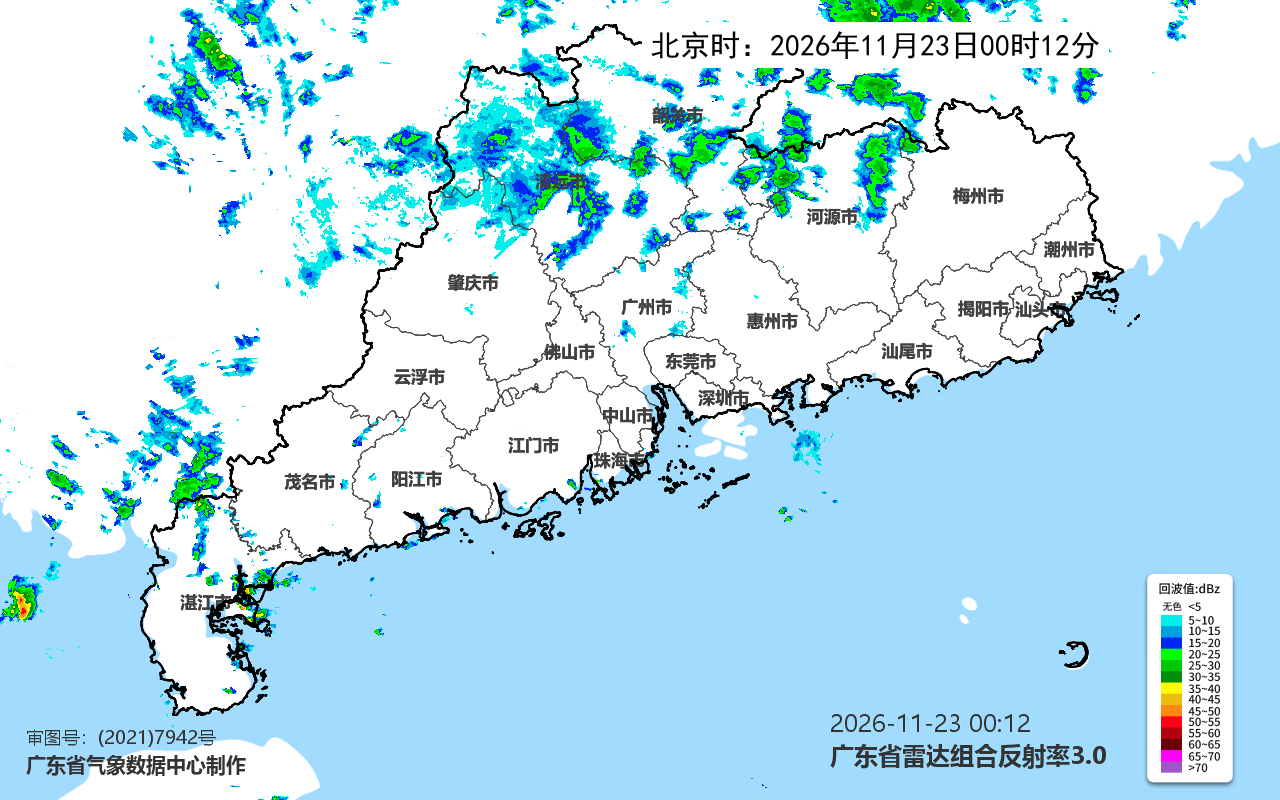 北京时：2026年11月23日00时12分
韶关市
清远市
梅州市
河源市
潮州市
肇庆市
广州市
惠州市
揭阳市
汕头市
佛山市
东莞市
汕尾市
云浮市
深圳市
中山市
江门市
珠海市
茂名市
阳江市
湛江市
回波值:dBz
无色 <5
5~10
10~15
15~20
20~25
25~30
30~35
35~40
40~45
45~50
50~55
55~60
60~65
65~70
>70
2026-11-23 00:12
广东省雷达组合反射率3.0
审图号：(2021)7942号
广东省气象数据中心制作